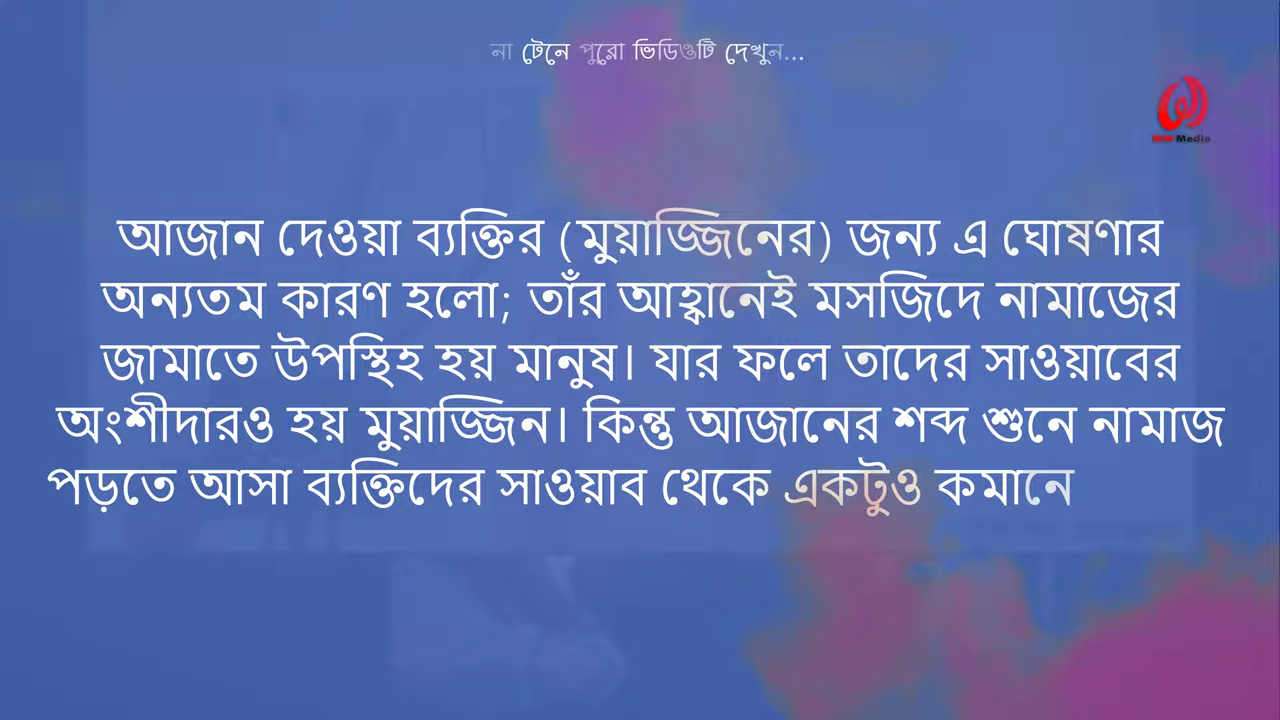 না টেনে পুরো ভিডিওটি দেখুন...
Media
আজান দেওয়া ব্যক্তির (মুয়াজ্জিনের) জন্য এ ঘোষণার
অন্যতম কারণ হলো; তাঁর আহ্বানেই মসজিদে নামাজের
জামাতে উপস্থিহ হয় মানুষ। যার ফলে তাদের সাওয়াবের
অংশীদারও হয় মুয়াজ্জিন। কিন্তু আজানের শব্দ শুনে নামাজ
পড়তে আসা ব্যক্তিদের সাওয়াব থেকে একটুও কমানে